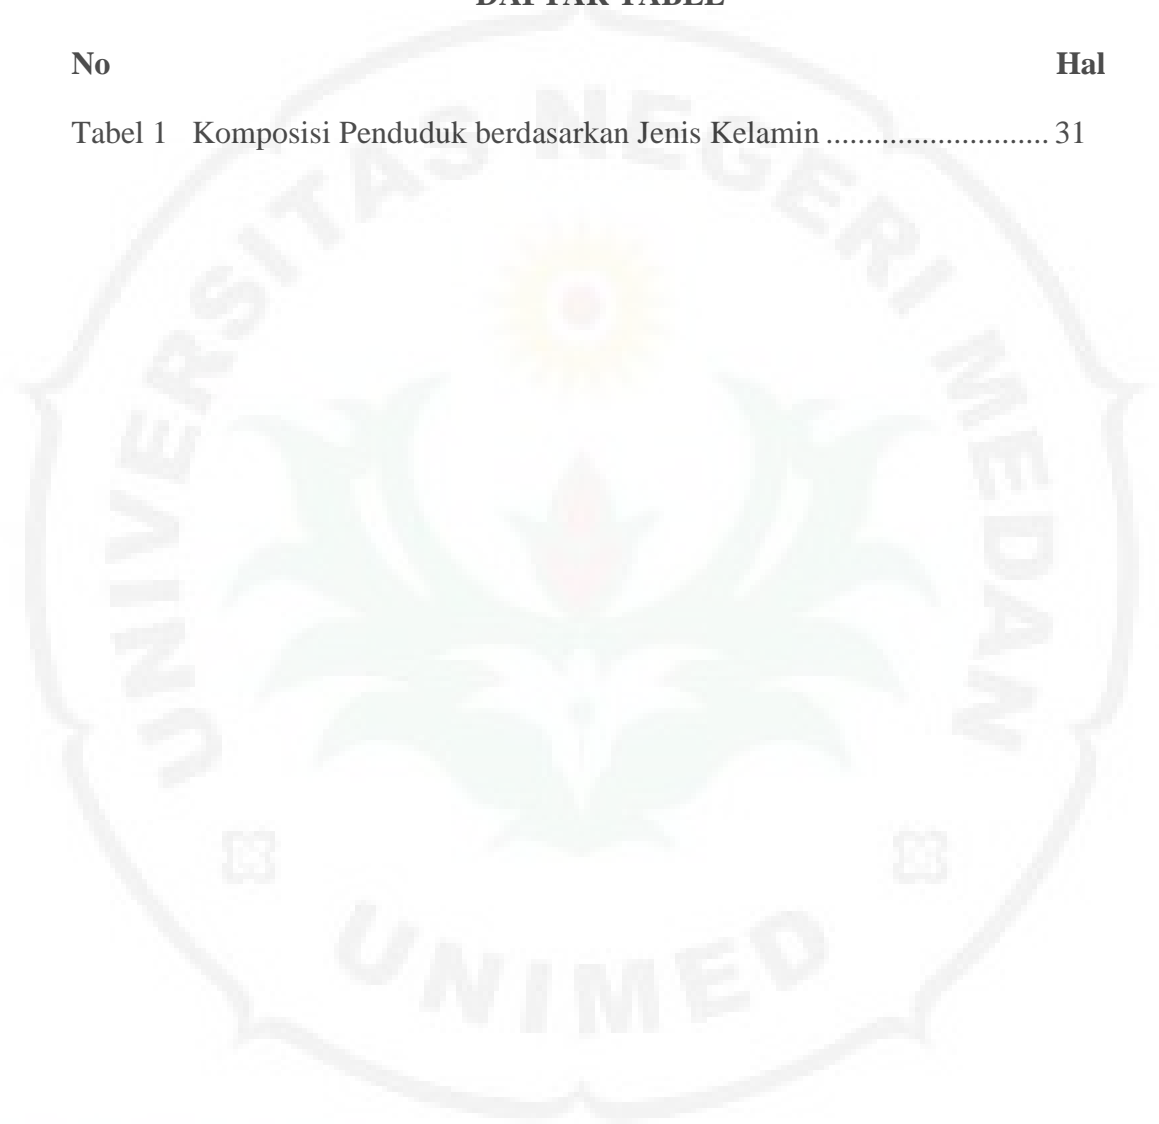 DAFTAR TABEL
No Hal
Tabel 1 Komposisi Penduduk berdasarkan Jenis Kelamin ........................... 31
UNIVERSITAS NEGERI MEDAN
UNIMED